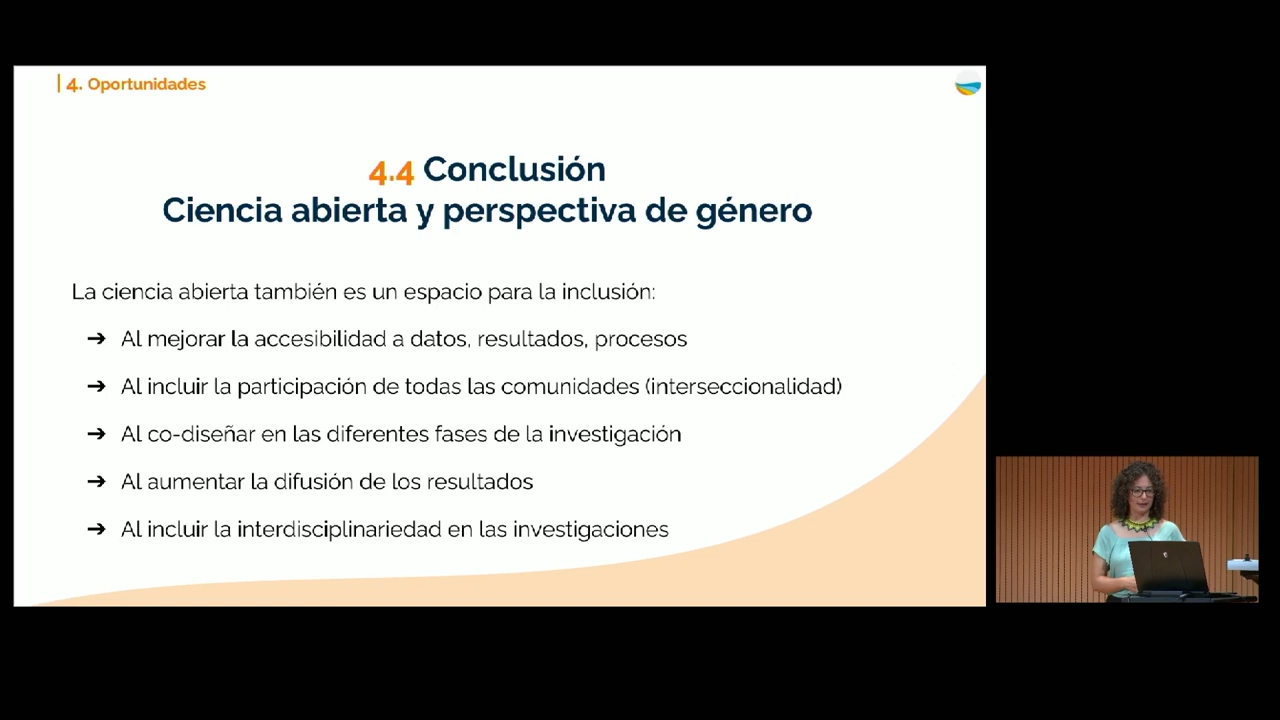 | 4. Oportunidades
4.4 Conclusión
Ciencia abierta y perspectiva de género
La ciencia abierta también es un espacio para la inclusión:
➔ Al mejorar la accesibilidad a datos, resultados, procesos
➔ Al incluir la participación de todas las comunidades (interseccionalidad)
➔ Al co-diseñar en las diferentes fases de la investigación
➔ Al aumentar la difusión de los resultados
➔ Al incluir la interdisciplinariedad en las investigaciones